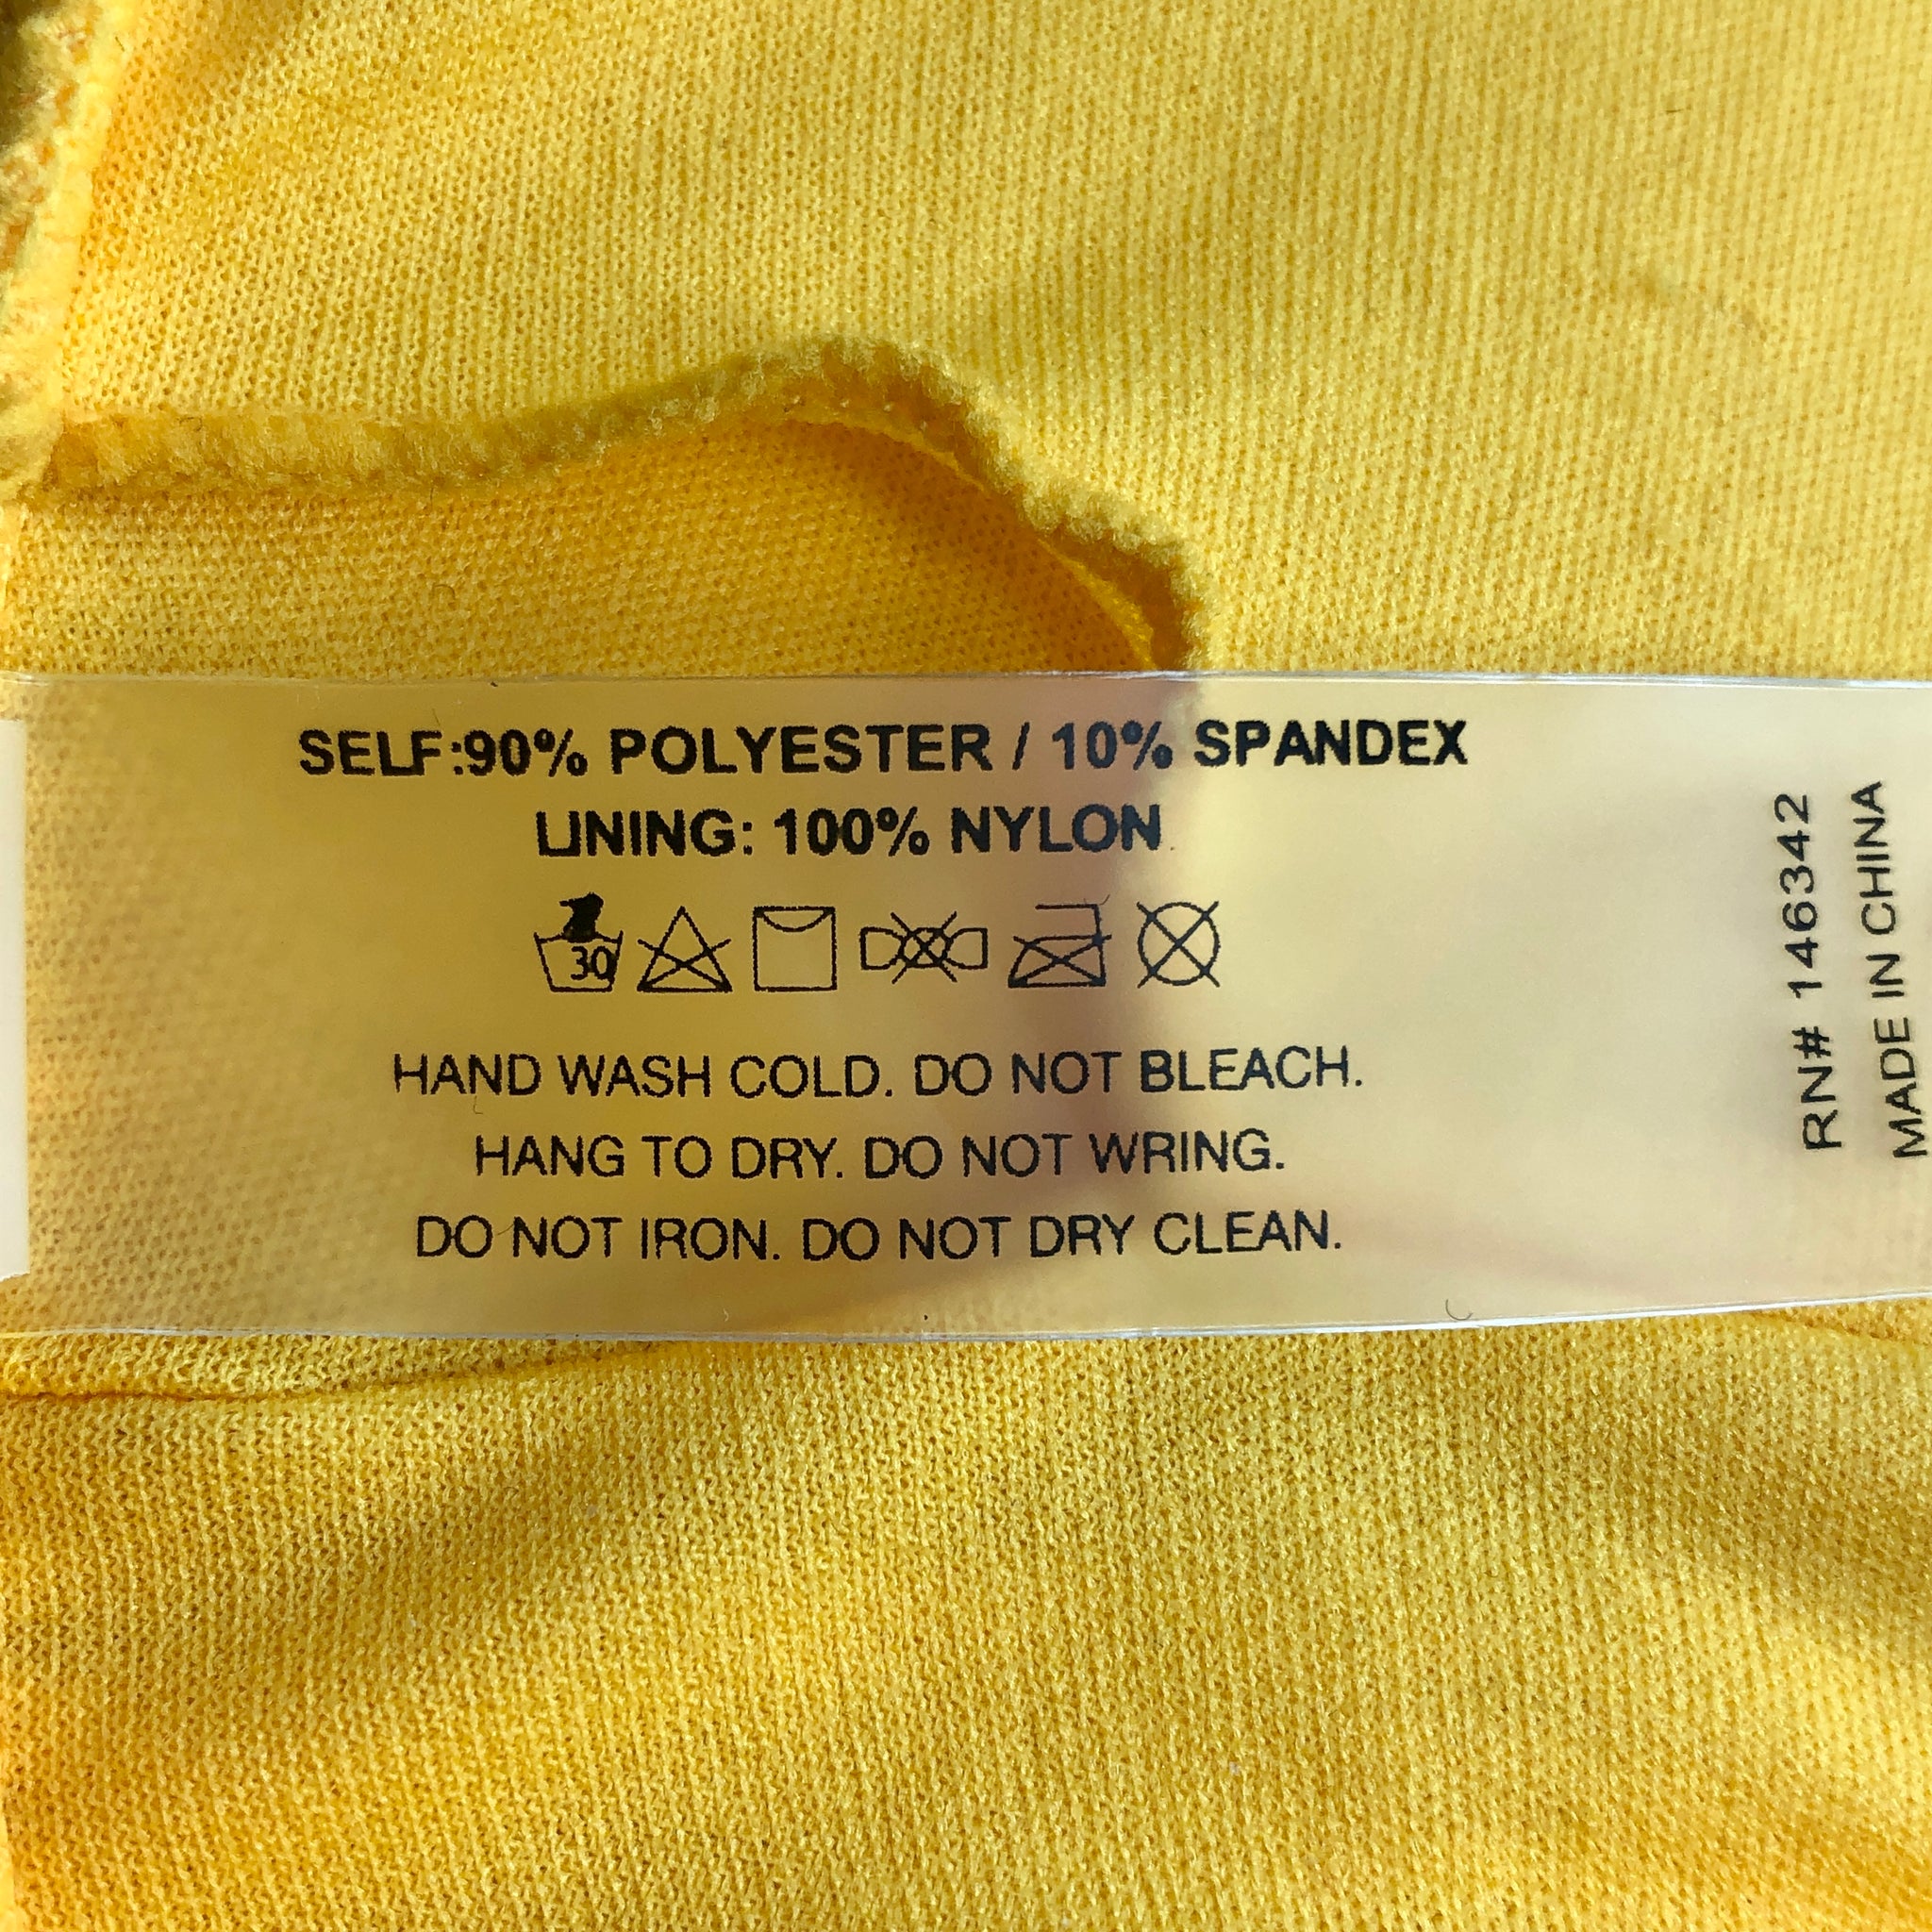 SELF:90% POLYESTER / 10% SPANDEX
LINING: 100% NYLON
30
HAND WASH COLD. DO NOT BLEACH.
HANG TO DRY. DO NOT WRING.
DO NOT IRON. DO NOT DRY CLEAN.
RN# 146342
MADE IN CHINA